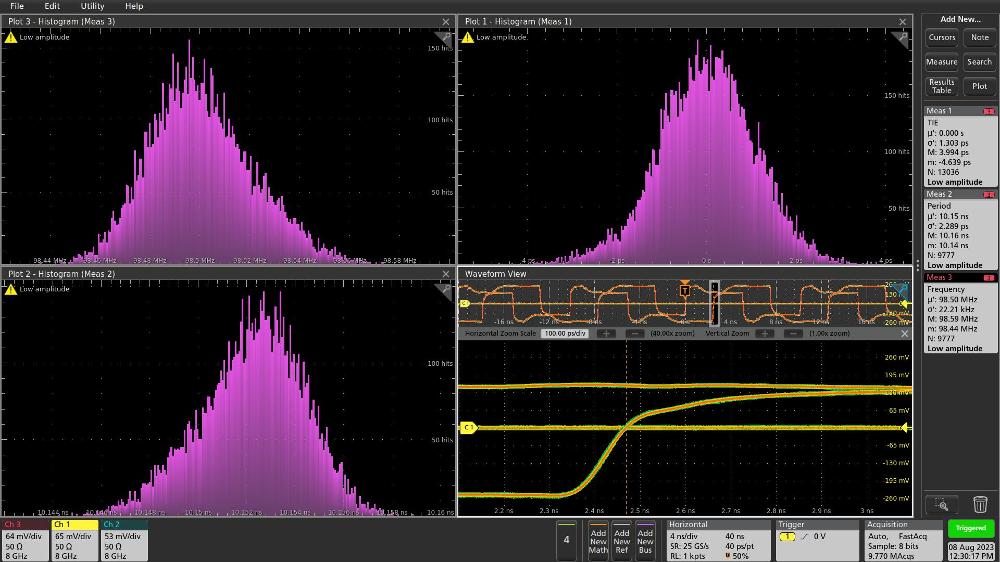 File Edit Utility Help
Plot 3 - Histogram (Meas 3)
Low amplitude
150 hits
100 hits
50 hits
98.44 MHz 98.46 MHz 98.48 MHz 98.5 MHz 98.52 MHz 98.54 MHz 98.56 MHz 98.58 MHz
Plot 1 - Histogram (Meas 1)
Low amplitude
150 hits
100 hits
50 hits
-4 ps -2 ps 0 s 2 ps 4 ps
Plot 2 - Histogram (Meas 2)
Low amplitude
100 hits
50 hits
10.144 ns 10.146 ns 10.148 ns 10.15 ns 10.152 ns 10.154 ns 10.156 ns 10.158 ns 10.16 ns
Waveform View
T
C 1
130 mV
-130 mV
-260 mV
-16 ns -12 ns -8 ns -4 ns 0 s 4 ns 8 ns 12 ns 16 ns
Horizontal Zoom Scale 100.00 ps/div + − (40.00x zoom) Vertical Zoom + − (1.00x zoom)
260 mV
195 mV
130 mV
65 mV
C 1
-65 mV
-130 mV
-195 mV
-260 mV
2.2 ns 2.3 ns 2.4 ns 2.5 ns 2.6 ns 2.7 ns 2.8 ns 2.9 ns 3 ns
Add New...
Cursors Note
Measure Search
Results Table Plot
Meas 1 3
TIE
μ': 0.000 s
σ': 1.303 ps
M: 3.994 ps
m: -4.639 ps
N: 13036
Low amplitude
Meas 2 3
Period
μ': 10.15 ns
σ': 2.289 ps
M: 10.16 ns
m: 10.14 ns
N: 9777
Low amplitude
Meas 3 3
Frequency
μ': 98.50 MHz
σ': 22.21 kHz
M: 98.59 MHz
m: 98.44 MHz
N: 9777
Low amplitude
Ch 3
64 mV/div
50 Ω
8 GHz
Ch 1
65 mV/div
50 Ω
8 GHz
Ch 2
53 mV/div
50 Ω
8 GHz
4
Add New Math
Add New Ref
Add New Bus
Horizontal
4 ns/div 40 ns
SR: 25 GS/s 40 ps/pt
RL: 1 kpts T 50%
Trigger
1 0 V
Acquisition
Auto, FastAcq
Sample: 8 bits
9.770 MAcqs
Triggered
08 Aug 2023
12:30:17 PM